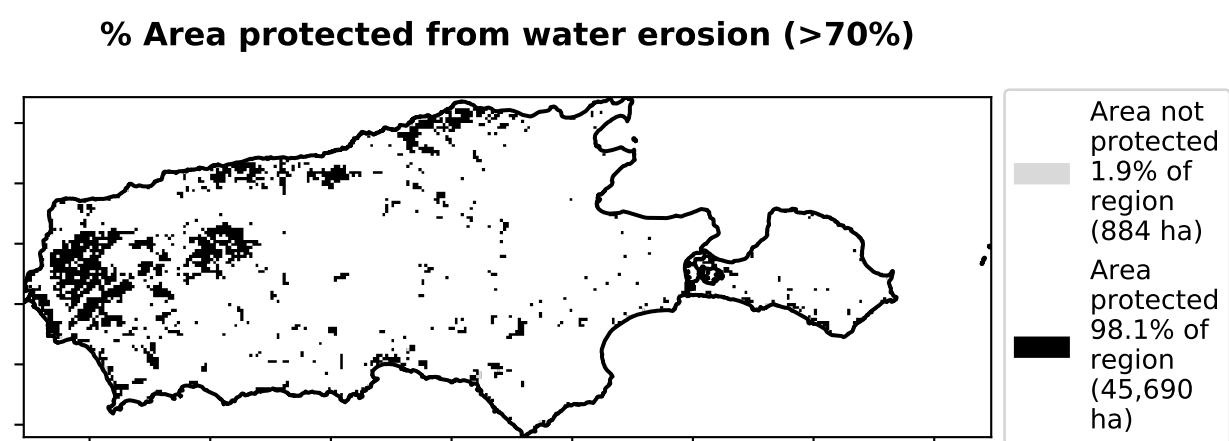 % Area protected from water erosion (>70%)
Area not
protected
1.9% of
region
(884 ha)
Area
protected
98.1% of
region
(45,690
ha)